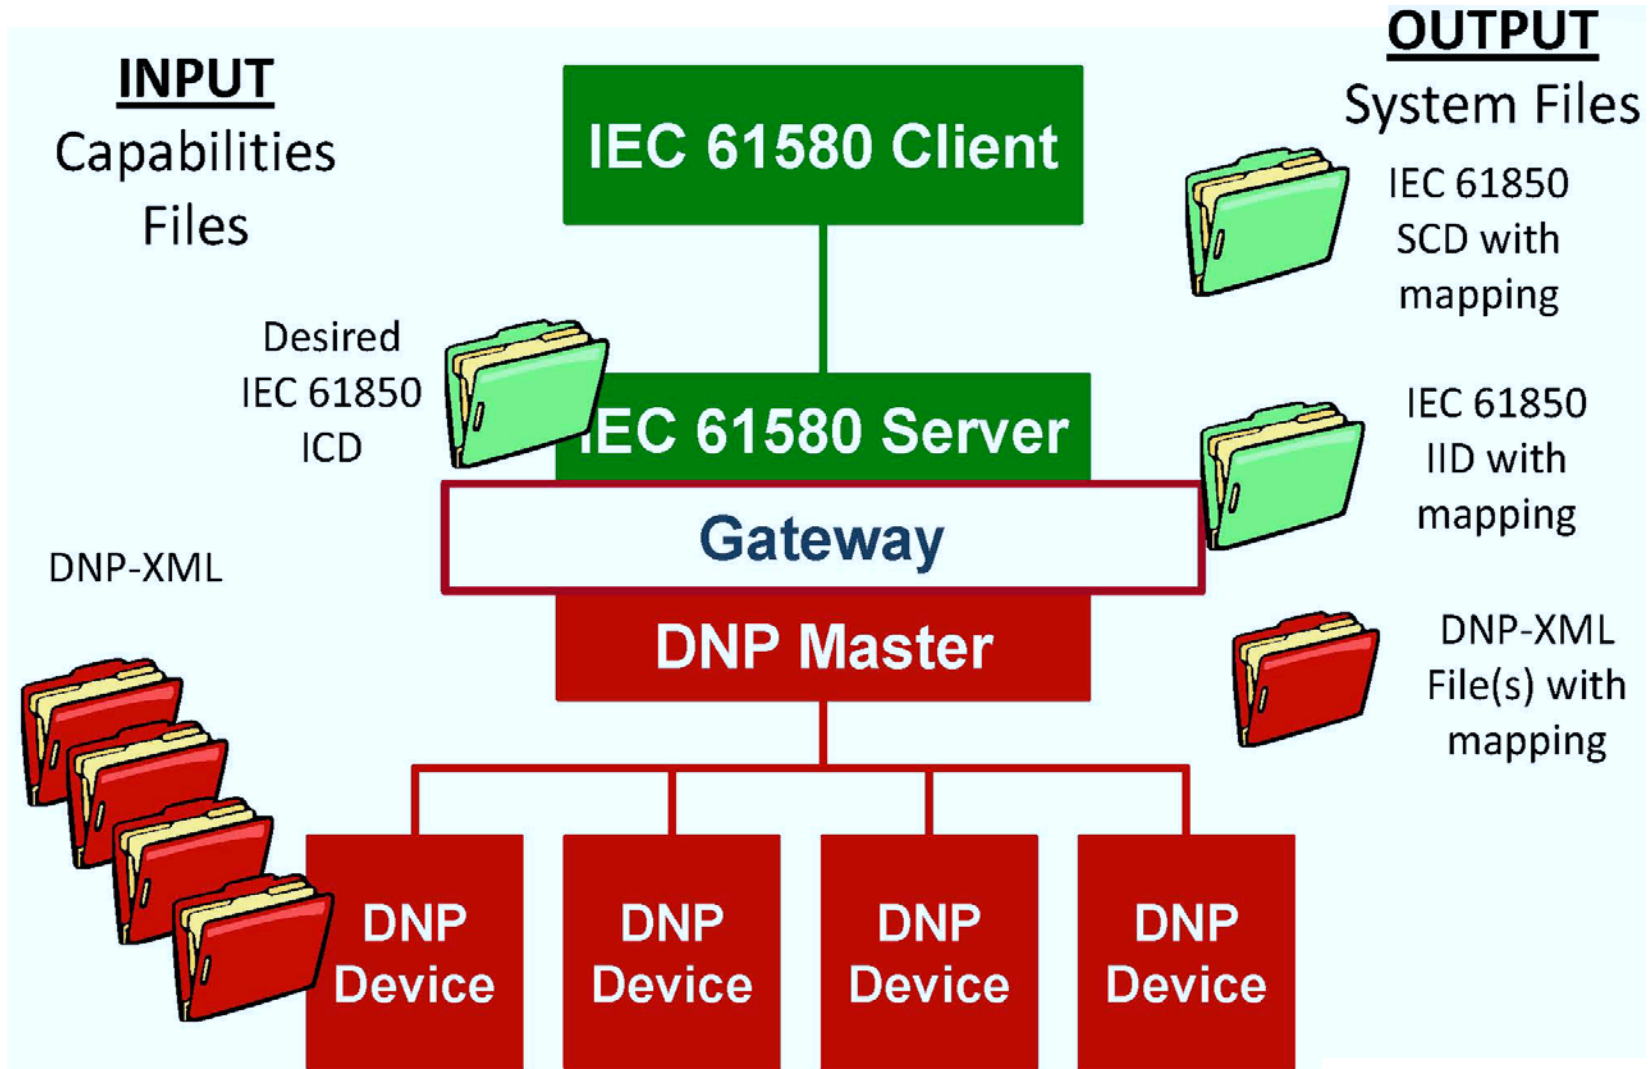 INPUT
Capabilities
Files
OUTPUT
System Files
IEC 61580 Client
IEC 61850
SCD with
mapping
Desired
IEC 61850
ICD
IEC 61580 Server
IEC 61850
IID with
mapping
Gateway
DNP-XML
DNP Master
DNP-XML
File(s) with
mapping
DNP
Device
DNP
Device
DNP
Device
DNP
Device